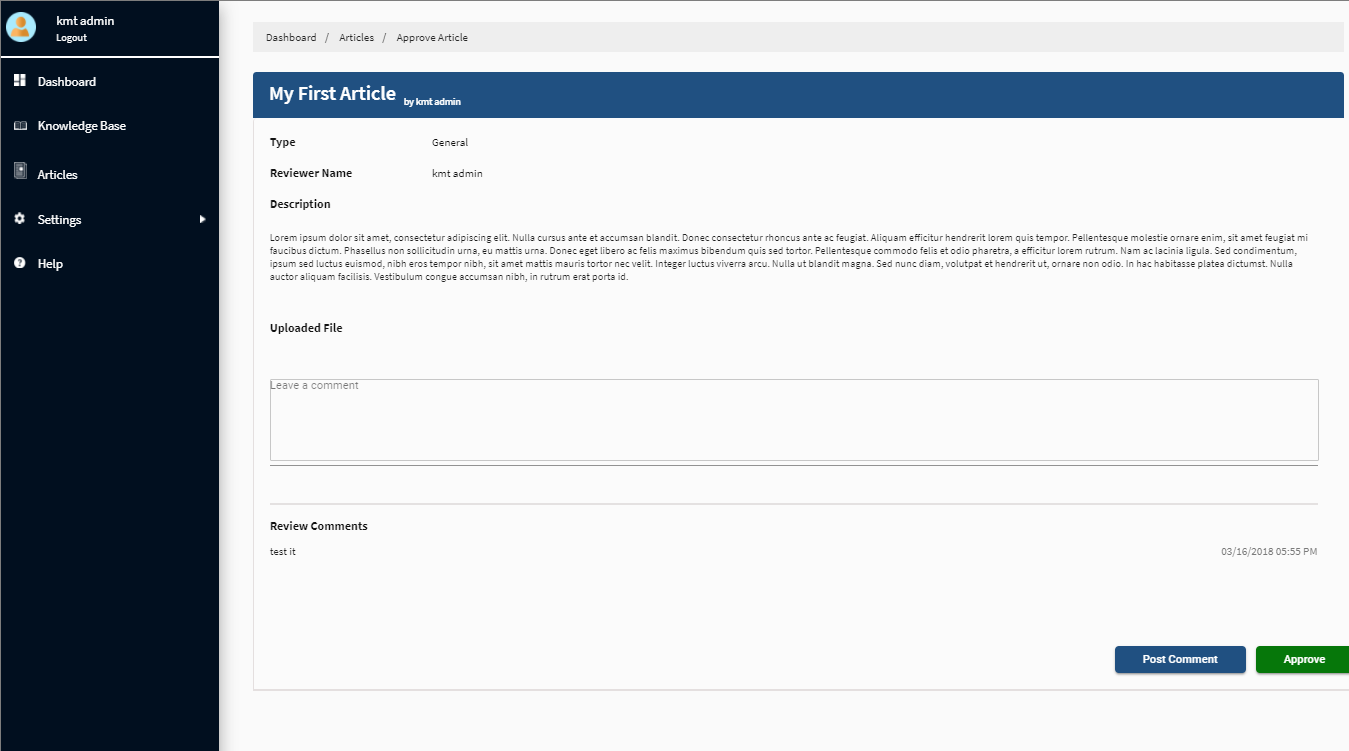 kmt admin
Logout
Dashboard
Knowledge Base
Articles
Settings
Help
Dashboard / Articles / Approve Article
My First Article by kmt admin
Type General
Reviewer Name kmt admin
Description
Lorem ipsum dolor sit amet, consectetur adipiscing elit. Nulla cursus ante et accumsan blandit. Donec consectetur rhoncus ante ac feugiat. Aliquam efficitur hendrerit lorem quis tempor. Pellentesque molestie ornare enim, sit amet feugiat mi
faucibus dictum. Phasellus non sollicitudin urna, eu mattis urna. Donec eget libero ac felis maximus bibendum quis sed tortor. Pellentesque commodo felis et odio pharetra, a efficitur lorem rutrum. Nam ac lacinia ligula. Sed condimentum,
ipsum sed luctus euismod, nibh eros tempor nibh, sit amet mattis mauris tortor nec velit. Integer luctus viverra arcu. Nulla ut blandit magna. Sed nunc diam, volutpat et hendrerit ut, ornare non odio. In hac habitasse platea dictumst. Nulla
auctor aliquam facilisis. Vestibulum congue accumsan nibh, in rutrum erat porta id.
Uploaded File
Leave a comment
Review Comments
test it 03/16/2018 05:55 PM
Post Comment Approve